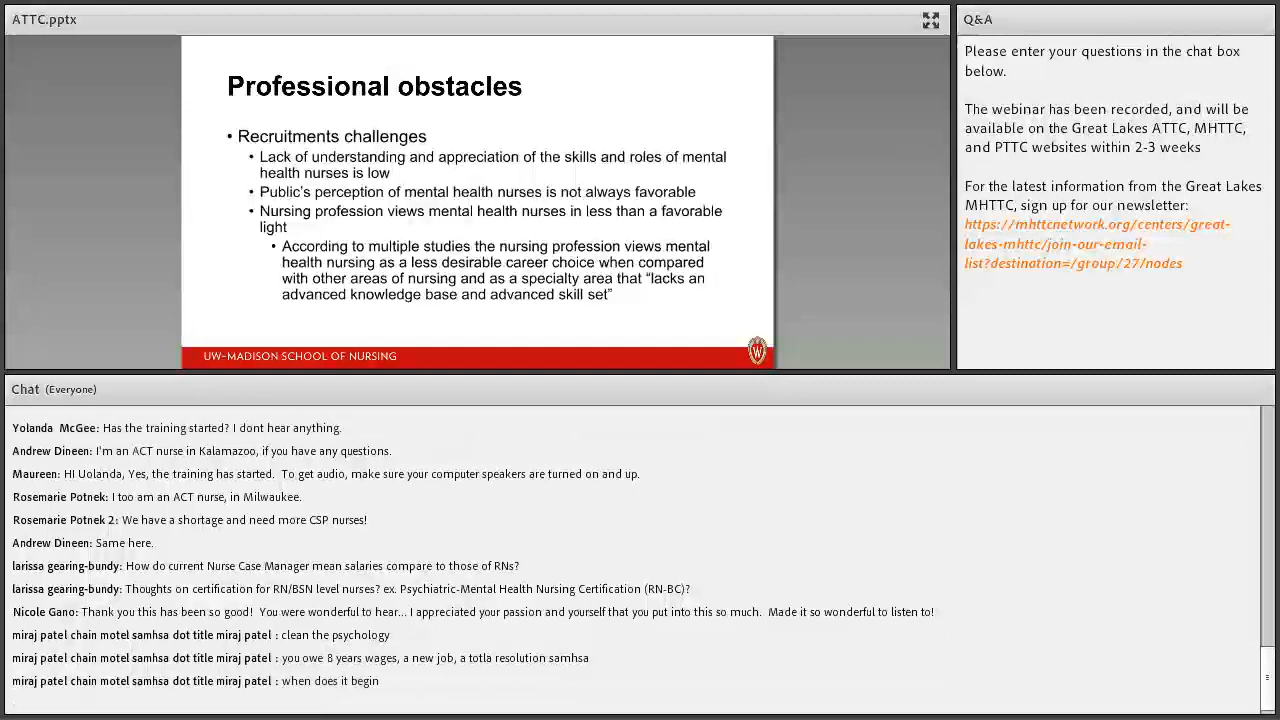 ATTC.pptx
Professional obstacles
• Recruitments challenges
• Lack of understanding and appreciation of the skills and roles of mental
health nurses is low
• Public's perception of mental health nurses is not always favorable
• Nursing profession views mental health nurses in less than a favorable
light
• According to multiple studies the nursing profession views mental
health nursing as a less desirable career choice when compared
with other areas of nursing and as a specialty area that "lacks an
advanced knowledge base and advanced skill set"
UW–MADISON SCHOOL OF NURSING
W
Q&A
Please enter your questions in the chat box
below.
The webinar has been recorded, and will be
available on the Great Lakes ATTC, MHTTC,
and PTTC websites within 2-3 weeks
For the latest information from the Great Lakes
MHTTC, sign up for our newsletter:
https://mhttcnetwork.org/centers/great-
lakes-mhttc/join-our-email-
list?destination=/group/27/nodes
Chat (Everyone)
Yolanda McGee: Has the training started? I dont hear anything.
Andrew Dineen: I'm an ACT nurse in Kalamazoo, if you have any questions.
Maureen: HI Uolanda, Yes, the training has started. To get audio, make sure your computer speakers are turned on and up.
Rosemarie Potnek: I too am an ACT nurse, in Milwaukee.
Rosemarie Potnek 2: We have a shortage and need more CSP nurses!
Andrew Dineen: Same here.
larissa gearing-bundy: How do current Nurse Case Manager mean salaries compare to those of RNs?
larissa gearing-bundy: Thoughts on certification for RN/BSN level nurses? ex. Psychiatric-Mental Health Nursing Certification (RN-BC)?
Nicole Gano: Thank you this has been so good! You were wonderful to hear... I appreciated your passion and yourself that you put into this so much. Made it so wonderful to listen to!
miraj patel chain motel samhsa dot title miraj patel : clean the psychology
miraj patel chain motel samhsa dot title miraj patel : you owe 8 years wages, a new job, a totla resolution samhsa
miraj patel chain motel samhsa dot title miraj patel : when does it begin